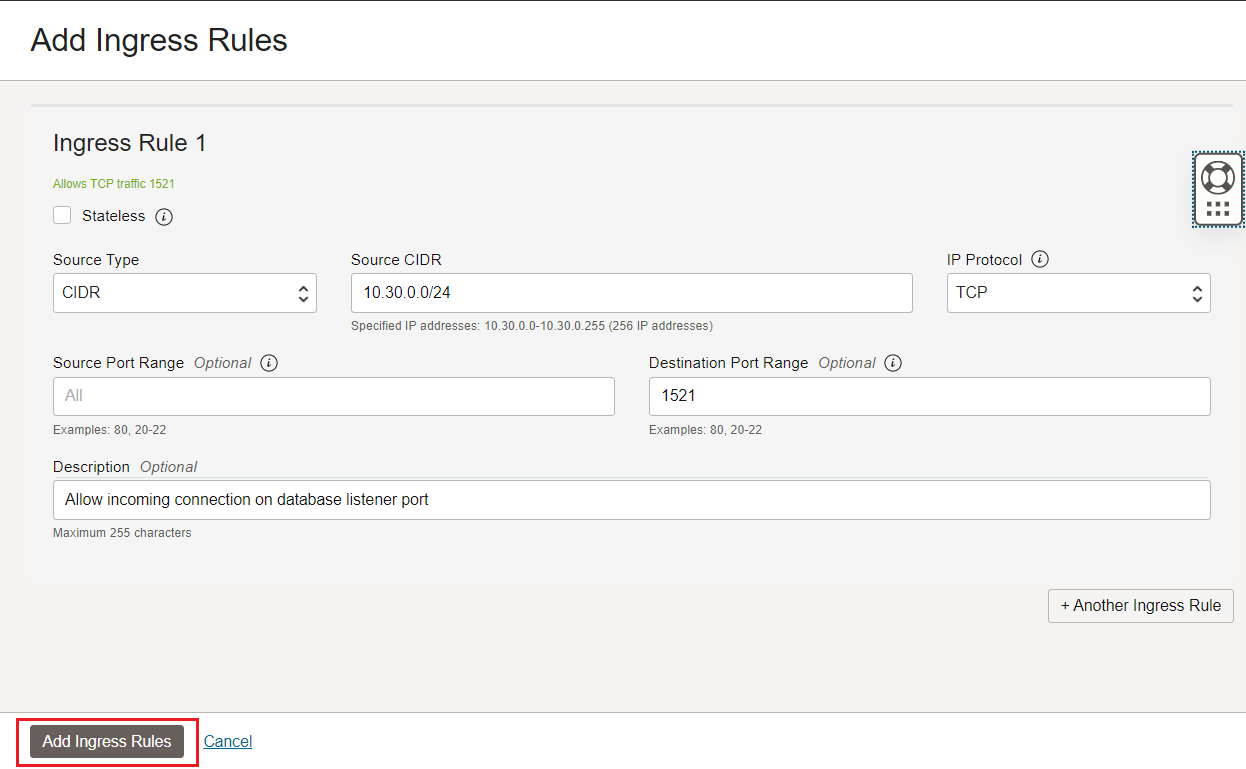 Add Ingress Rules
Ingress Rule 1
Allows TCP traffic 1521
Stateless
Source Type
Source CIDR
IP Protocol
CIDR
10.30.0.0/24
TCP
Specified IP addresses: 10.30.0.0-10.30.0.255 (256 IP addresses)
Source Port Range Optional
Destination Port Range Optional
All
1521
Examples: 80, 20-22
Examples: 80, 20-22
Description Optional
Allow incoming connection on database listener port
Maximum 255 characters
+ Another Ingress Rule
Add Ingress Rules
Cancel